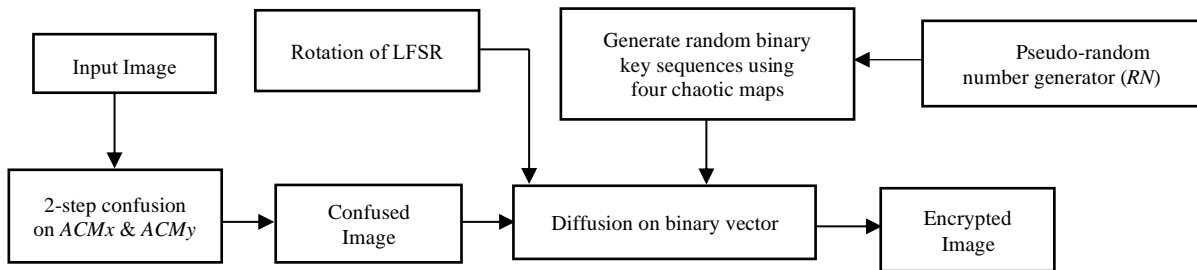 Input Image
Rotation of LFSR
Generate random binary
key sequences using
four chaotic maps
Pseudo-random
number generator (RN)
2-step confusion
on ACMx & ACMy
Confused
Image
Diffusion on binary vector
Encrypted
Image